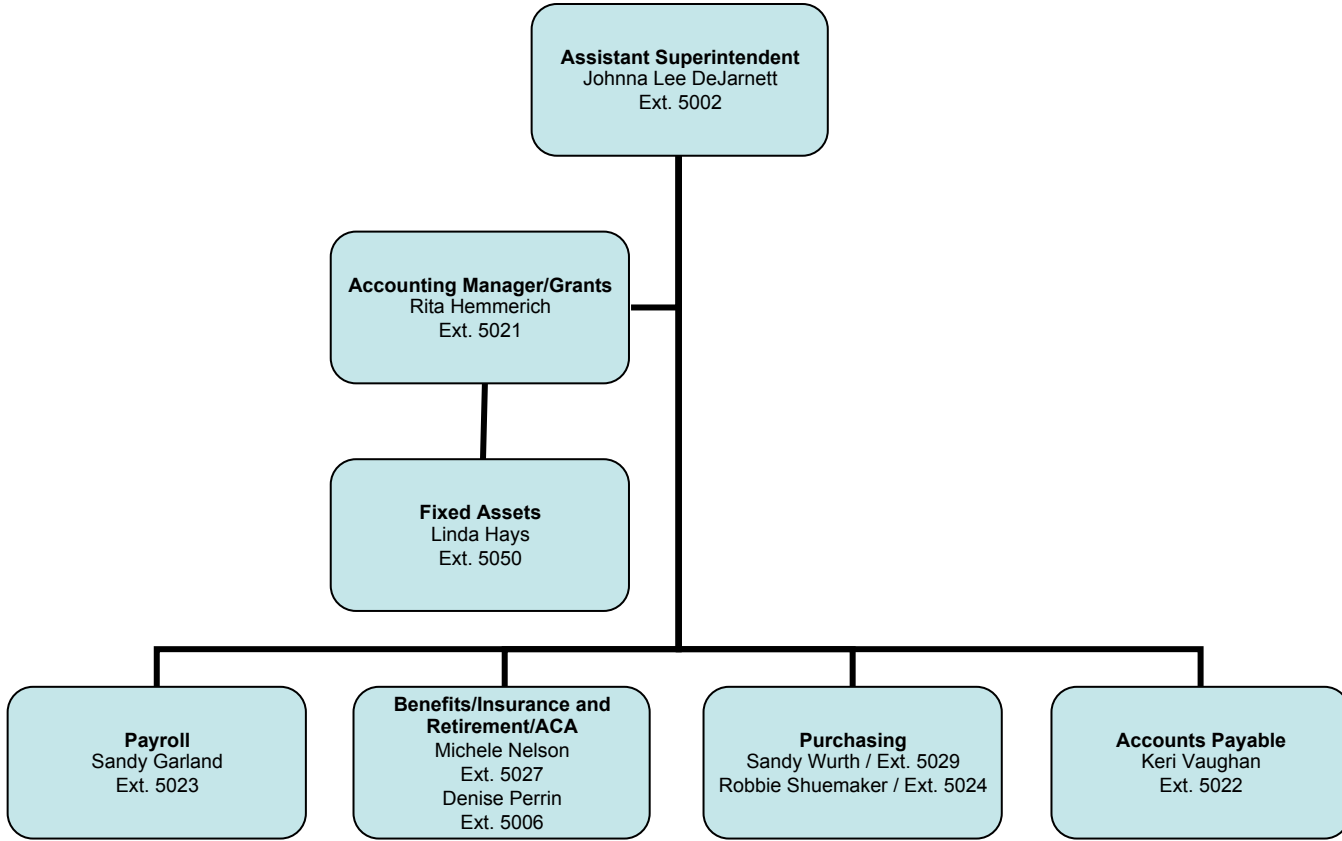 Assistant Superintendent
Johnna Lee DeJarnett
Ext. 5002
Accounting Manager/Grants
Rita Hemmerich
Ext. 5021
Fixed Assets
Linda Hays
Ext. 5050
Payroll
Sandy Garland
Ext. 5023
Benefits/Insurance and
Retirement/ACA
Michele Nelson
Ext. 5027
Denise Perrin
Ext. 5006
Purchasing
Sandy Wurth / Ext. 5029
Robbie Shuemaker / Ext. 5024
Accounts Payable
Keri Vaughan
Ext. 5022